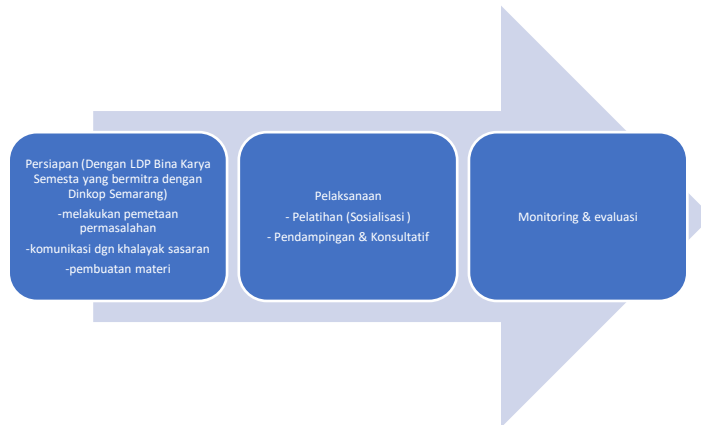 Persiapan (Dengan LDP Bina Karya
Semesta yang bermitra dengan
Dinkop Semarang)
-melakukan pemetaan
permasalahan
-komunikasi dgn khalayak sasaran
-pembuatan materi
Pelaksanaan
- Pelatihan (Sosialisasi )
- Pendampingan & Konsultatif
Monitoring & evaluasi